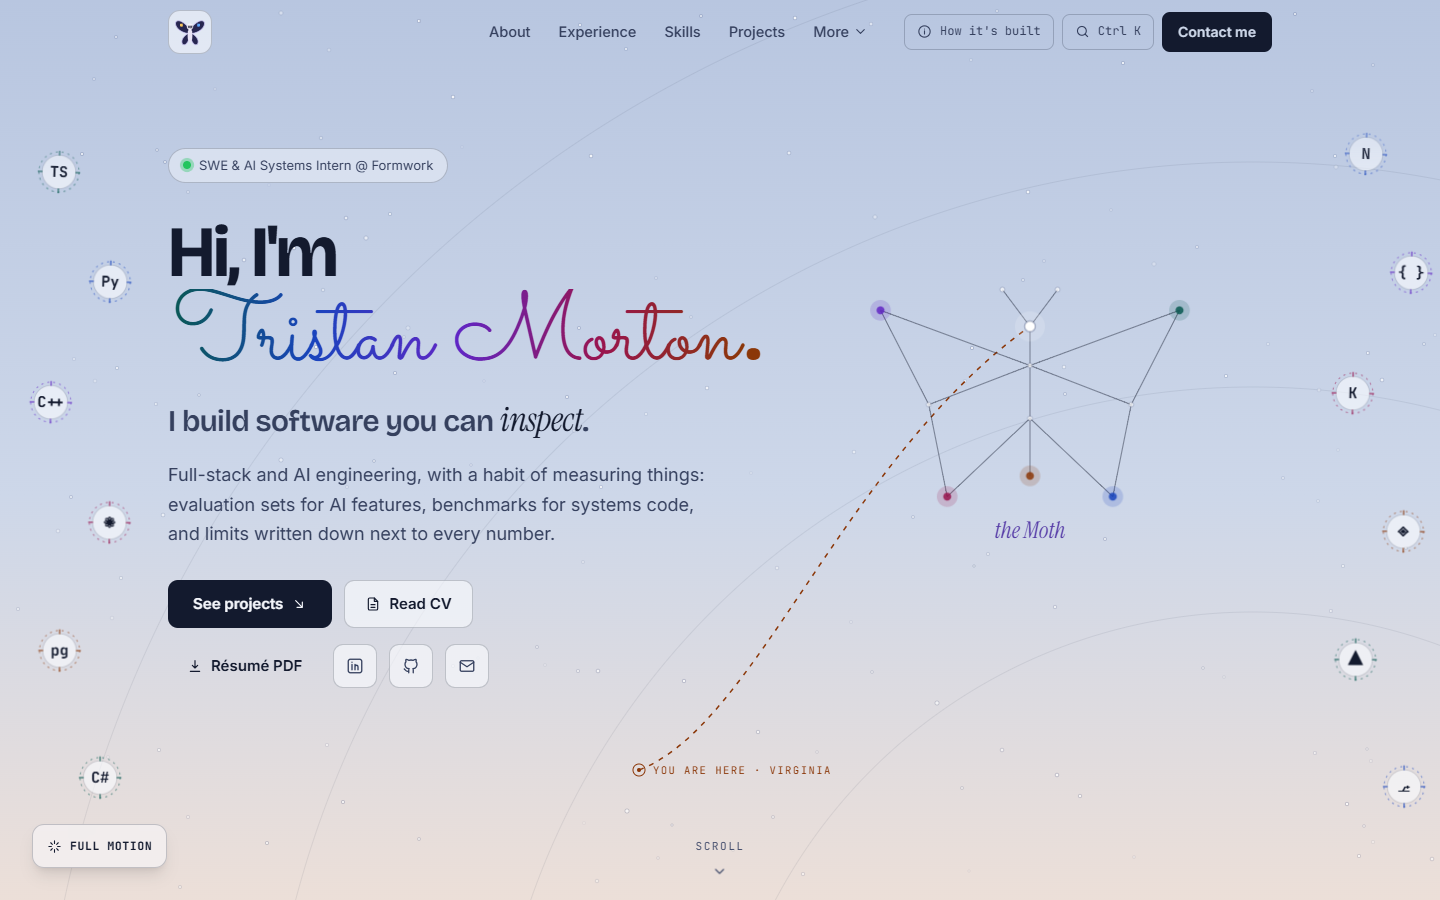 About Experience Skills Projects More How it's built Ctrl K Contact me
SWE & AI Systems Intern @ Formwork
Hi, I'm
Tristan Morton.
I build software you can inspect.
Full-stack and AI engineering, with a habit of measuring things:
evaluation sets for AI features, benchmarks for systems code,
and limits written down next to every number.
See projects Read CV
Résumé PDF
TS
Py
C++
pg
C#
the Moth
N
{ }
K
YOU ARE HERE · VIRGINIA
FULL MOTION
SCROLL